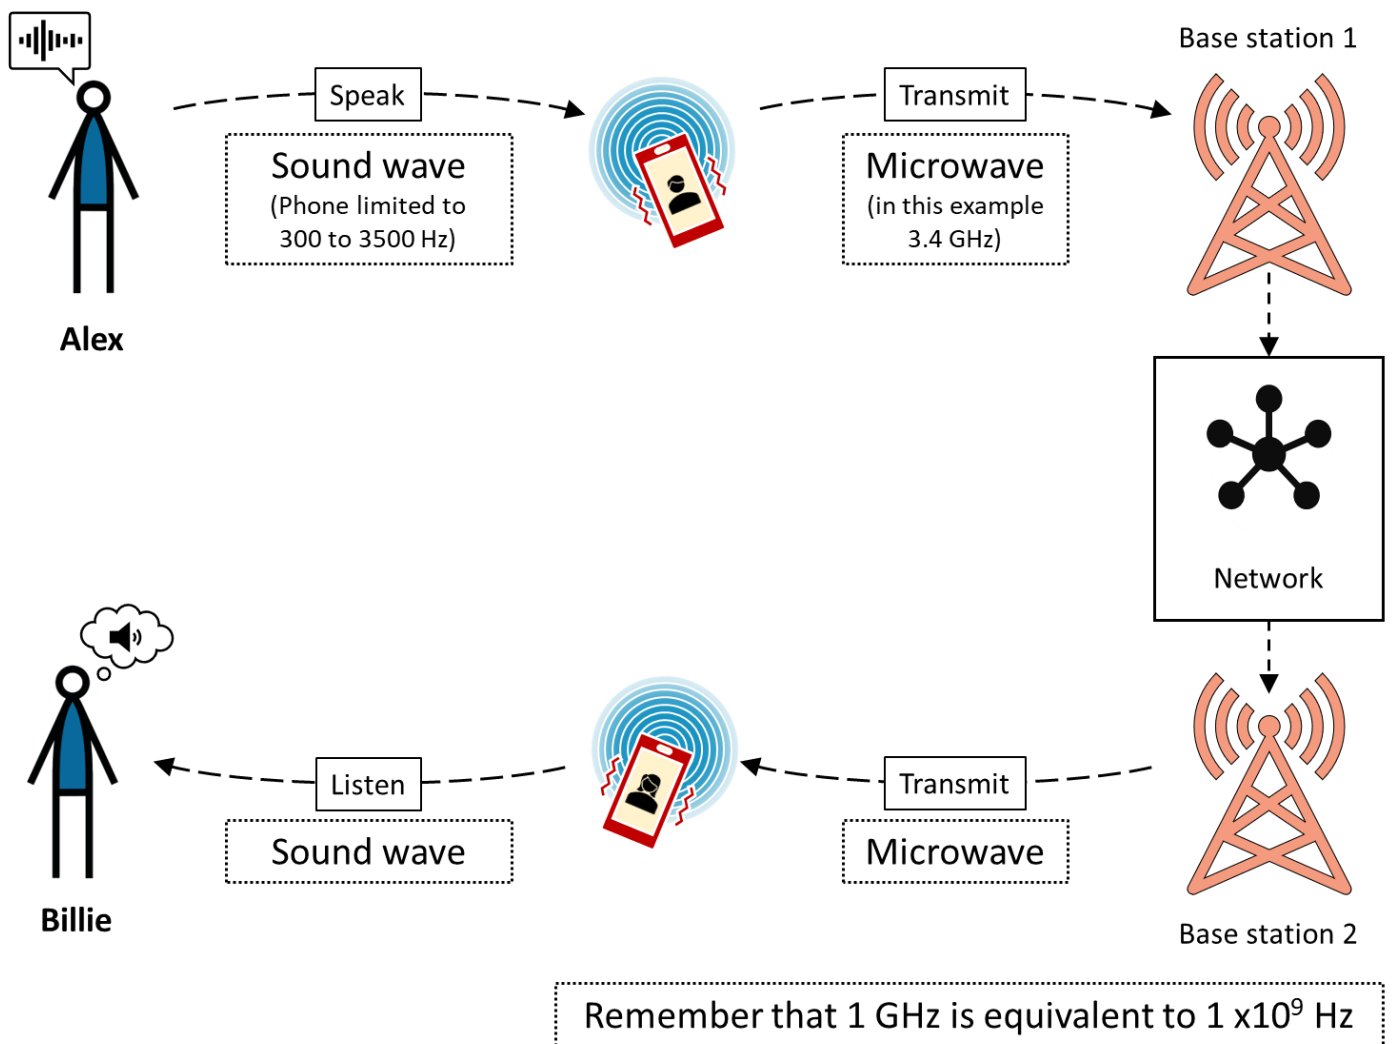 Base station 1
Speak
Transmit
Sound wave
(Phone limited to
300 to 3500 Hz)
Microwave
(in this example
3.4 GHz)
Alex
Network
Listen
Transmit
Sound wave
Microwave
Billie
Base station 2
Remember that 1 GHz is equivalent to 1 x10⁹ Hz